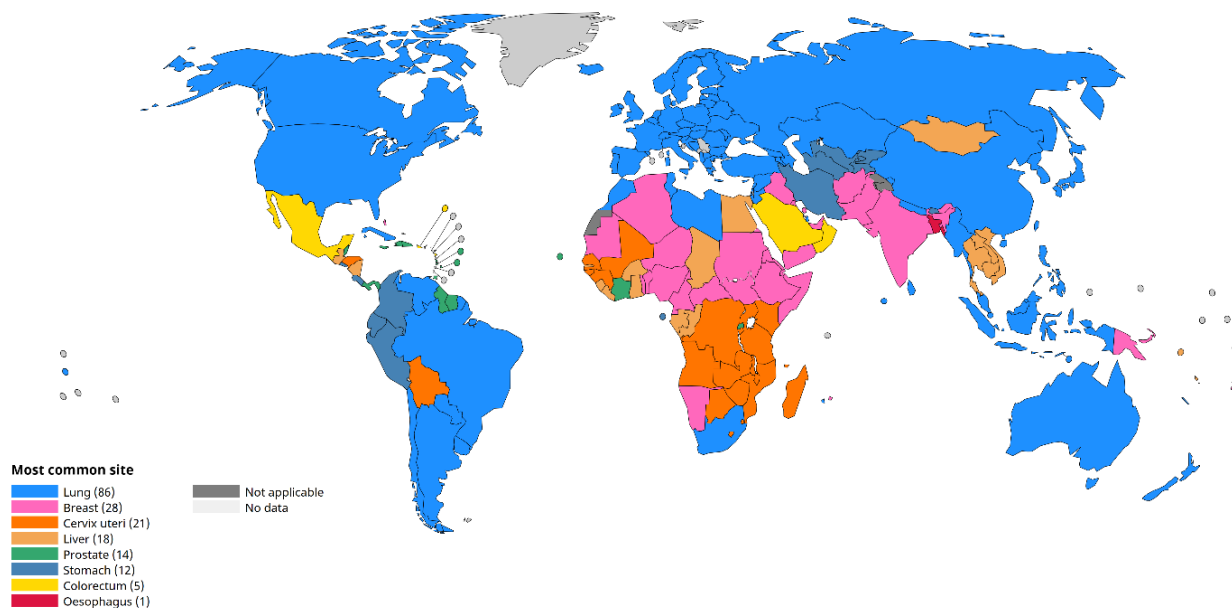 Most common site
Lung (86)
Breast (28)
Cervix uteri (21)
Liver (18)
Prostate (14)
Stomach (12)
Colorectum (5)
Oesophagus (1)
Not applicable
No data